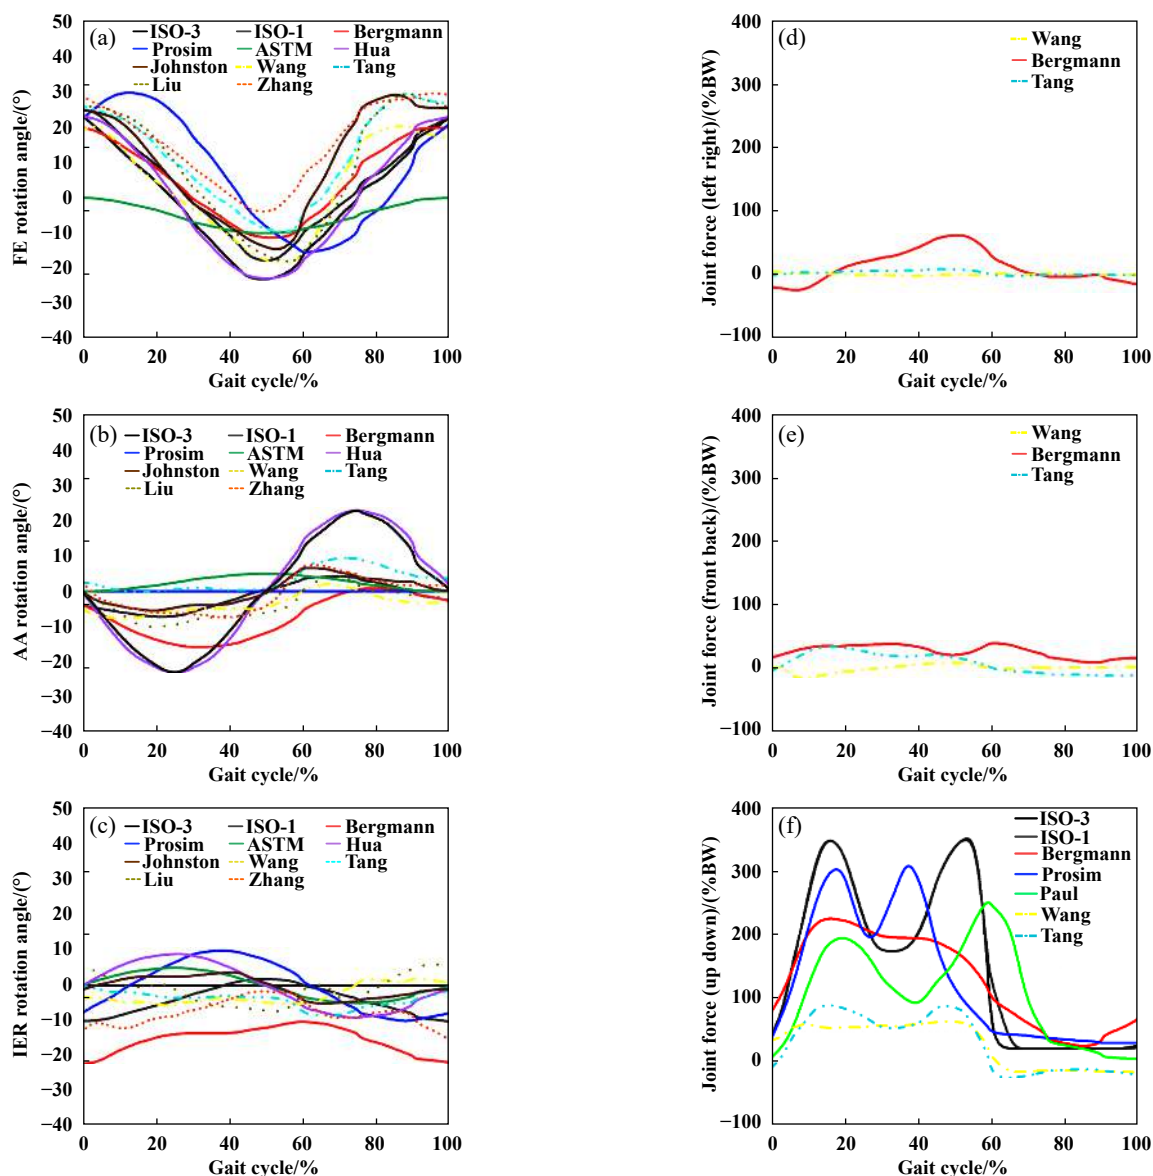 (a)
ISO-3 ISO-1 Bergmann
Prosim ASTM Hua
Johnston Wang Tang
Liu Zhang
FE rotation angle/(°)
50
40
30
20
10
0
−10
−20
−30
−40
0 20 40 60 80 100
Gait cycle/%
(d)
Wang
Bergmann
Tang
Joint force (left right)/(%BW)
400
300
200
100
0
−100
0 20 40 60 80 100
Gait cycle/%
(b)
ISO-3 ISO-1 Bergmann
Prosim ASTM Hua
Johnston Wang Tang
Liu Zhang
AA rotation angle/(°)
50
40
30
20
10
0
−10
−20
−30
−40
0 20 40 60 80 100
Gait cycle/%
(e)
Wang
Bergmann
Tang
Joint force (front back)/(%BW)
400
300
200
100
0
−100
0 20 40 60 80 100
Gait cycle/%
(c)
ISO-3 ISO-1 Bergmann
Prosim ASTM Hua
Johnston Wang Tang
Liu Zhang
IER rotation angle/(°)
50
40
30
20
10
0
−10
−20
−30
−40
0 20 40 60 80 100
Gait cycle/%
(f)
ISO-3
ISO-1
Bergmann
Prosim
Paul
Wang
Tang
Joint force (up down)/(%BW)
400
300
200
100
0
−100
0 20 40 60 80 100
Gait cycle/%